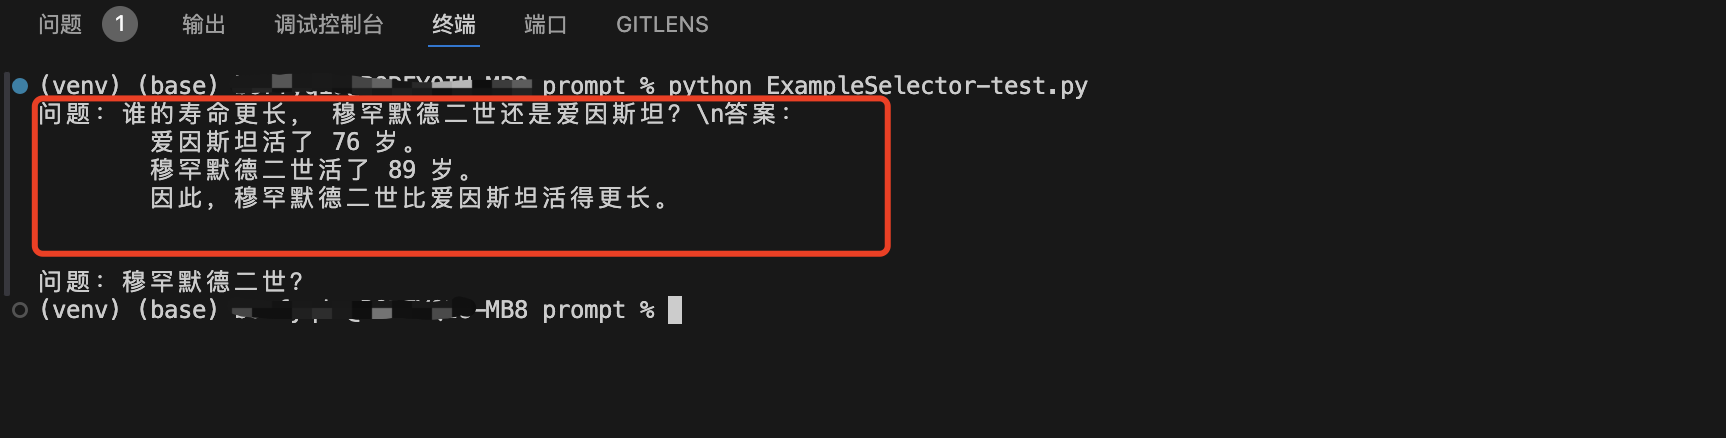 问题 1 输出 调试控制台 终端 端口 GITLENS
(venv) (base) prompt % python ExampleSelector-test.py
问题：谁的寿命更长， 穆罕默德二世还是爱因斯坦？\n答案：
爱因斯坦活了 76 岁。
穆罕默德二世活了 89 岁。
因此，穆罕默德二世比爱因斯坦活得更长。
问题：穆罕默德二世？
(venv) (base) -MB8 prompt %